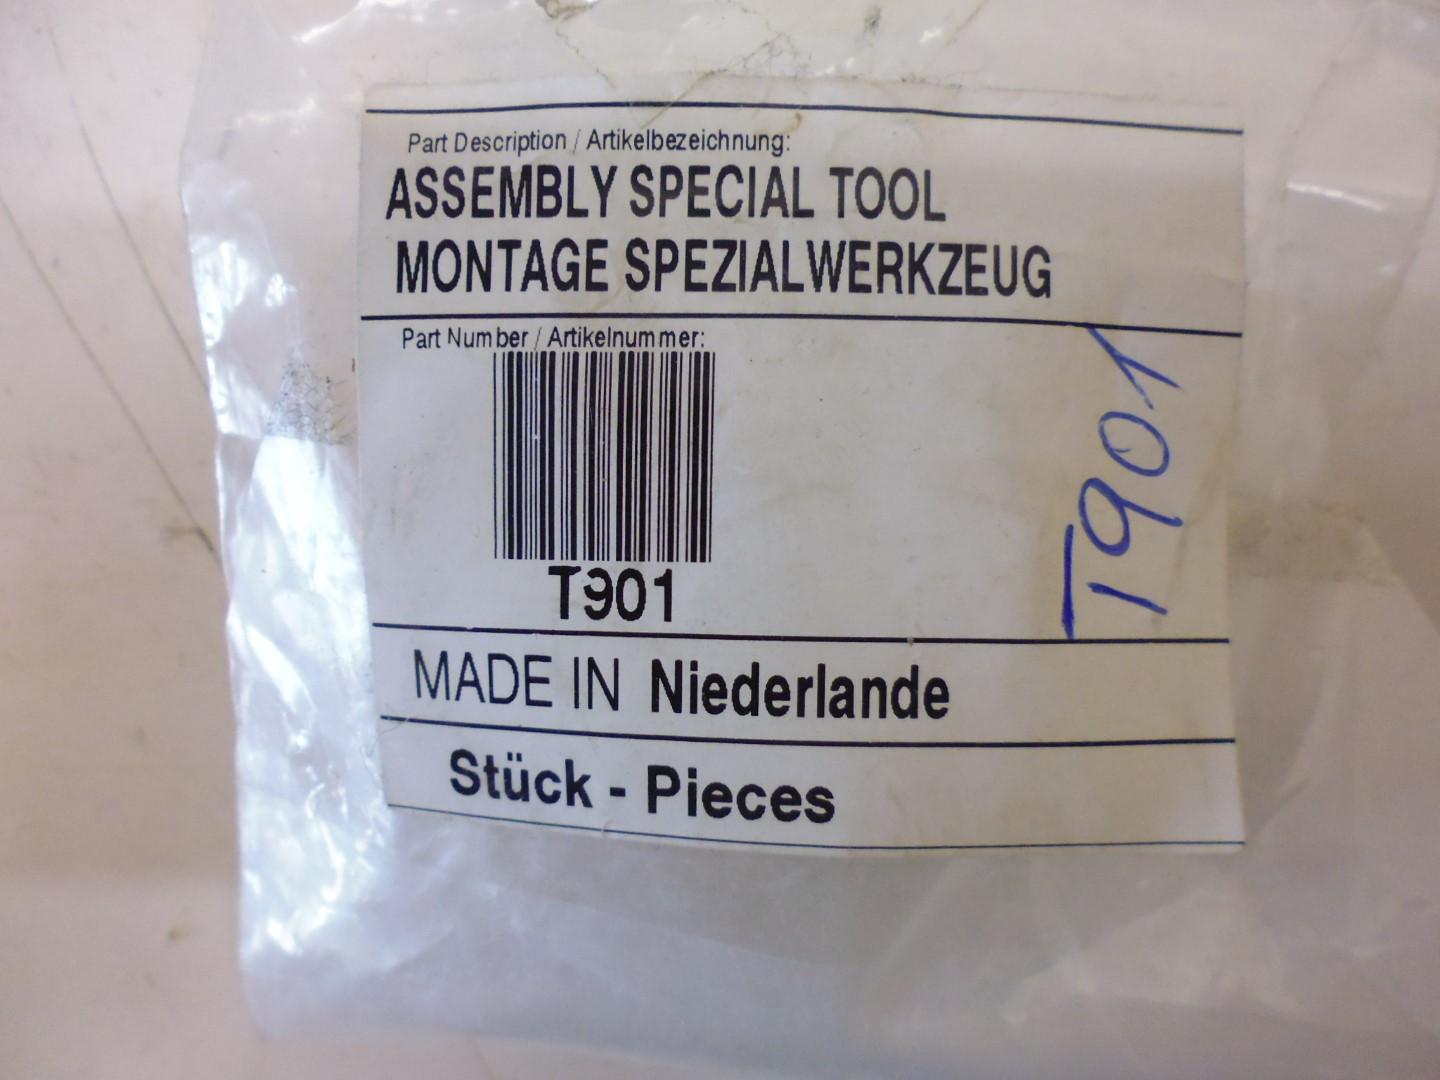 Part Description / Artikelbezeichnung:
ASSEMBLY SPECIAL TOOL
MONTAGE SPEZIALWERKZEUG
Part Number / Artikelnummer:
T901
T901
MADE IN Niederlande
Stück - Pieces